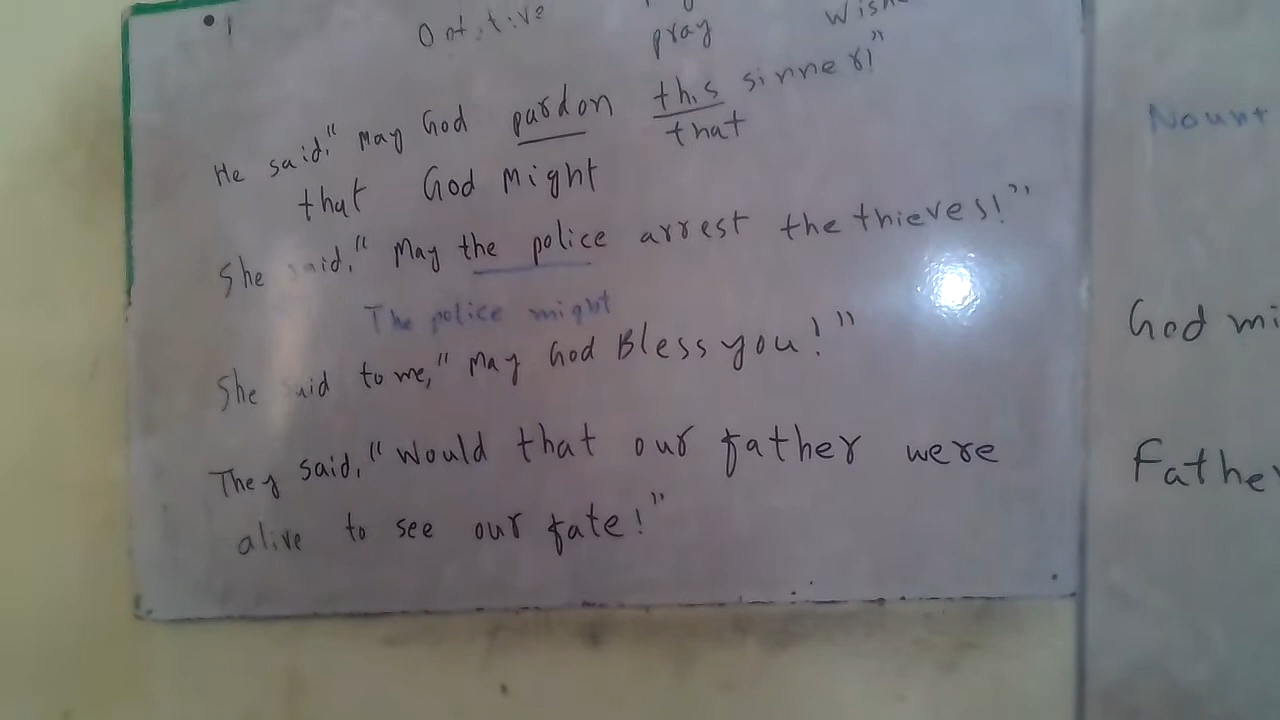 Optative pray Wish
He said," May God pardon this sinner!"
that
that God might
She said," May the police arrest the thieves!"
The police might
She said to me," May God Bless you!"
They said," Would that our father were
alive to see our fate!"
Noun+
God mi
Father